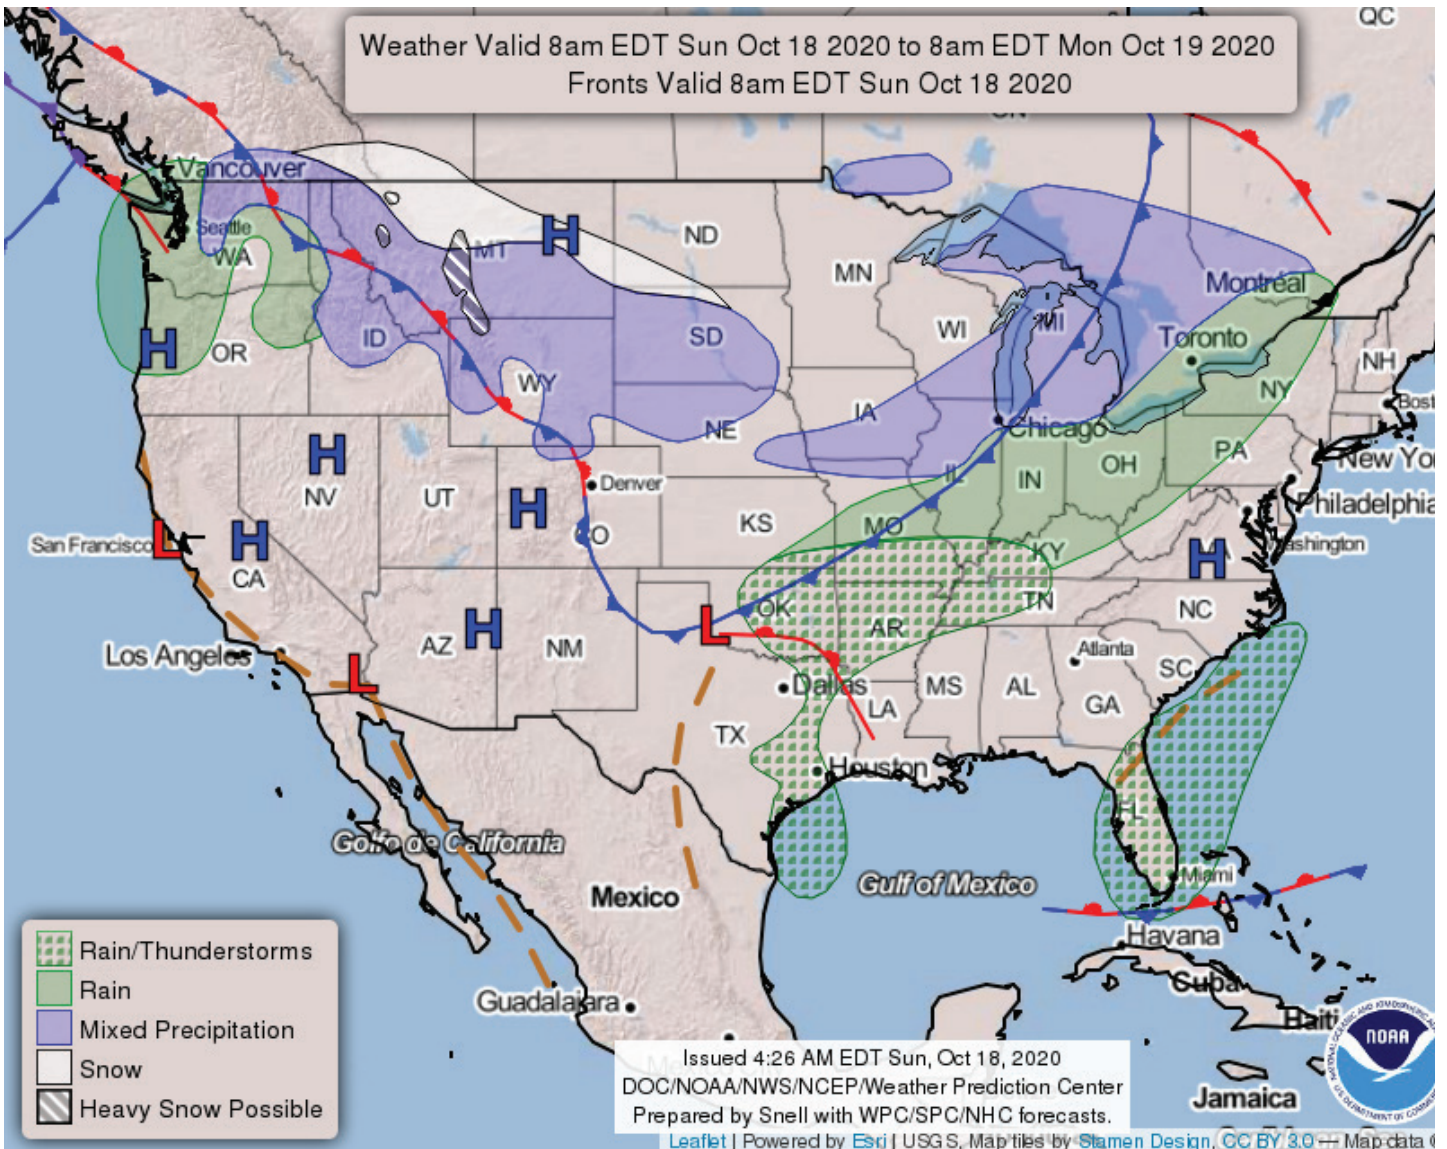 QC
Weather Valid 8am EDT Sun Oct 18 2020 to 8am EDT Mon Oct 19 2020
Fronts Valid 8am EDT Sun Oct 18 2020
ON
Vancouver
Seattle
WA
MT
H
ND
MN
Montréal
H
OR
ID
SD
WI
MI
Toronto
NH
WY
NE
IA
NY
Bost
Chicago
H
NV
UT
H
Denver
CO
KS
IL
IN
OH
PA
New Yor
Philadelphia
MO
San Francisco
L
H
CA
KY
H
VA
ashington
AZ
H
NM
L
OK
AR
TN
NC
Los Angeles
L
Dallas
MS
AL
Atlanta
GA
SC
TX
LA
Houston
FL
Golfo de California
Mexico
Gulf of Mexico
Miami
Havana
Cuba
Haiti
Guadalajara
Jamaica
Rain/Thunderstorms
Rain
Mixed Precipitation
Snow
Heavy Snow Possible
Issued 4:26 AM EDT Sun, Oct 18, 2020
DOC/NOAA/NWS/NCEP/Weather Prediction Center
Prepared by Snell with WPC/SPC/NHC forecasts.
NOAA
Leaflet | Powered by Esri | USGS, Map tiles by Stamen Design, CC BY 3.0 — Map data ©